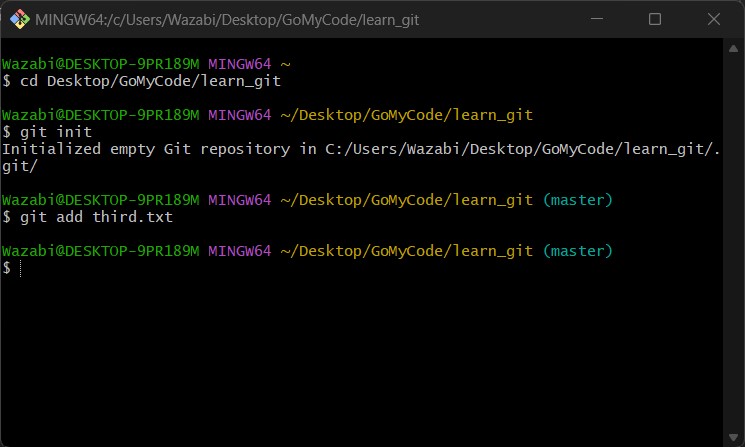 MINGW64:/c/Users/Wazabi/Desktop/GoMyCode/learn_git
Wazabi@DESKTOP-9PR189M MINGW64 ~
$ cd Desktop/GoMyCode/learn_git
Wazabi@DESKTOP-9PR189M MINGW64 ~/Desktop/GoMyCode/learn_git
$ git init
Initialized empty Git repository in C:/Users/Wazabi/Desktop/GoMyCode/learn_git/.
git/
Wazabi@DESKTOP-9PR189M MINGW64 ~/Desktop/GoMyCode/learn_git (master)
$ git add third.txt
Wazabi@DESKTOP-9PR189M MINGW64 ~/Desktop/GoMyCode/learn_git (master)
$